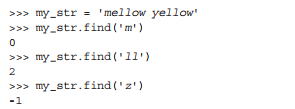 >>> my_str = 'mellow yellow'
>>> my_str.find('m')
0
>>> my_str.find('ll')
2
>>> my_str.find('z')
-1